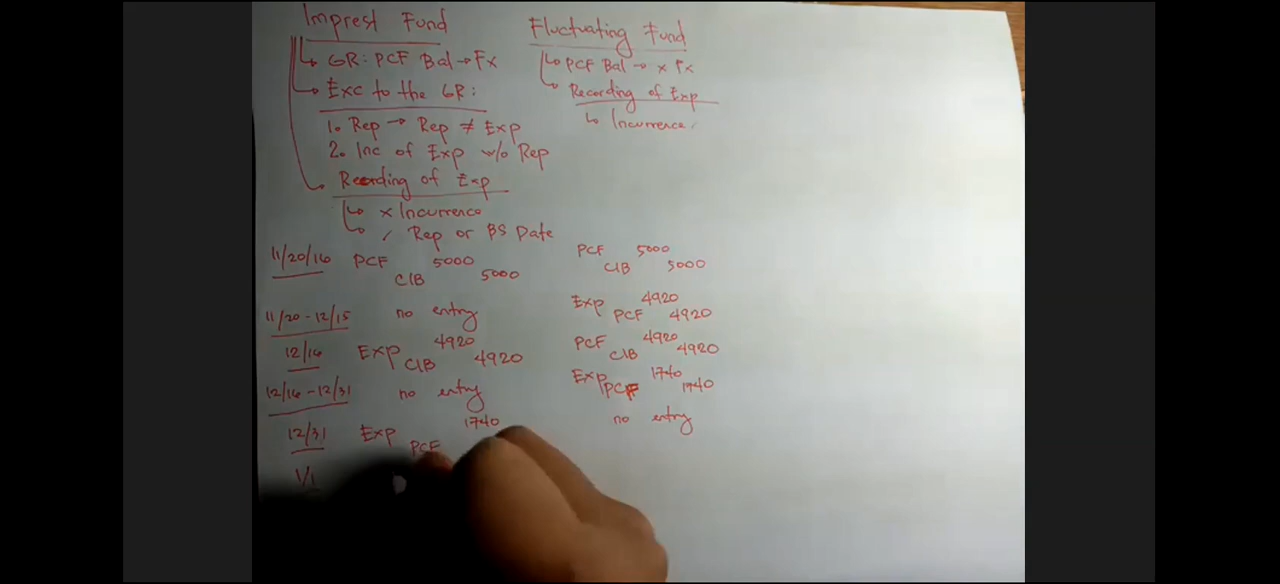 Imprest Fund
↳ GR: PCF Bal → Fx
↳ Exc to the GR:
1. Rep → Rep ≠ Exp
2. Inc of Exp w/o Rep
↳ Recording of Exp
↳ x Incurrence
↳ / Rep or BS Date
Fluctuating Fund
↳ PCF Bal → x Fx
↳ Recording of Exp
↳ Incurrence /
11/20/16 PCF 5000
CIB 5000
PCF 5000
CIB 5000
11/20 - 12/15 no entry
Exp 4920
PCF 4920
12/16 Exp 4920
CIB 4920
PCF 4920
CIB 4920
12/16 - 12/31 no entry
Exp 1740
PCF 1740
12/31 Exp 1740
PCF
no entry
1/1